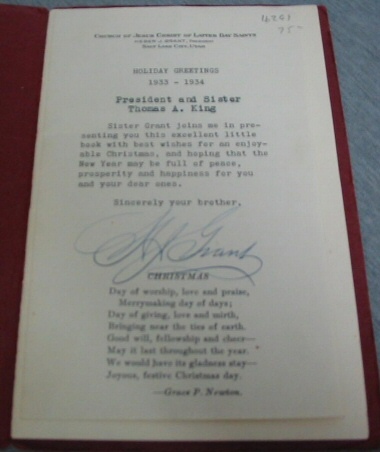 4261
75-
CHURCH OF JESUS CHRIST OF LATTER DAY SAINTS
HEBER J. GRANT, PRESIDENT
SALT LAKE CITY, UTAH
HOLIDAY GREETINGS
1933 - 1934
President and Sister
Thomas A. King
Sister Grant joins me in pre-
senting you this excellent little
book with best wishes for an enjoy-
able Christmas, and hoping that the
New Year may be full of peace,
prosperity and happiness for you
and your dear ones.
Sincerely your brother,
H J Grant
CHRISTMAS
Day of worship, love and praise,
Merrymaking day of days;
Day of giving, love and mirth,
Bringing near the ties of earth.
Good will, fellowship and cheer—
May it last throughout the year.
We would have its gladness stay—
Joyous, festive Christmas day.
—Grace P. Newton.